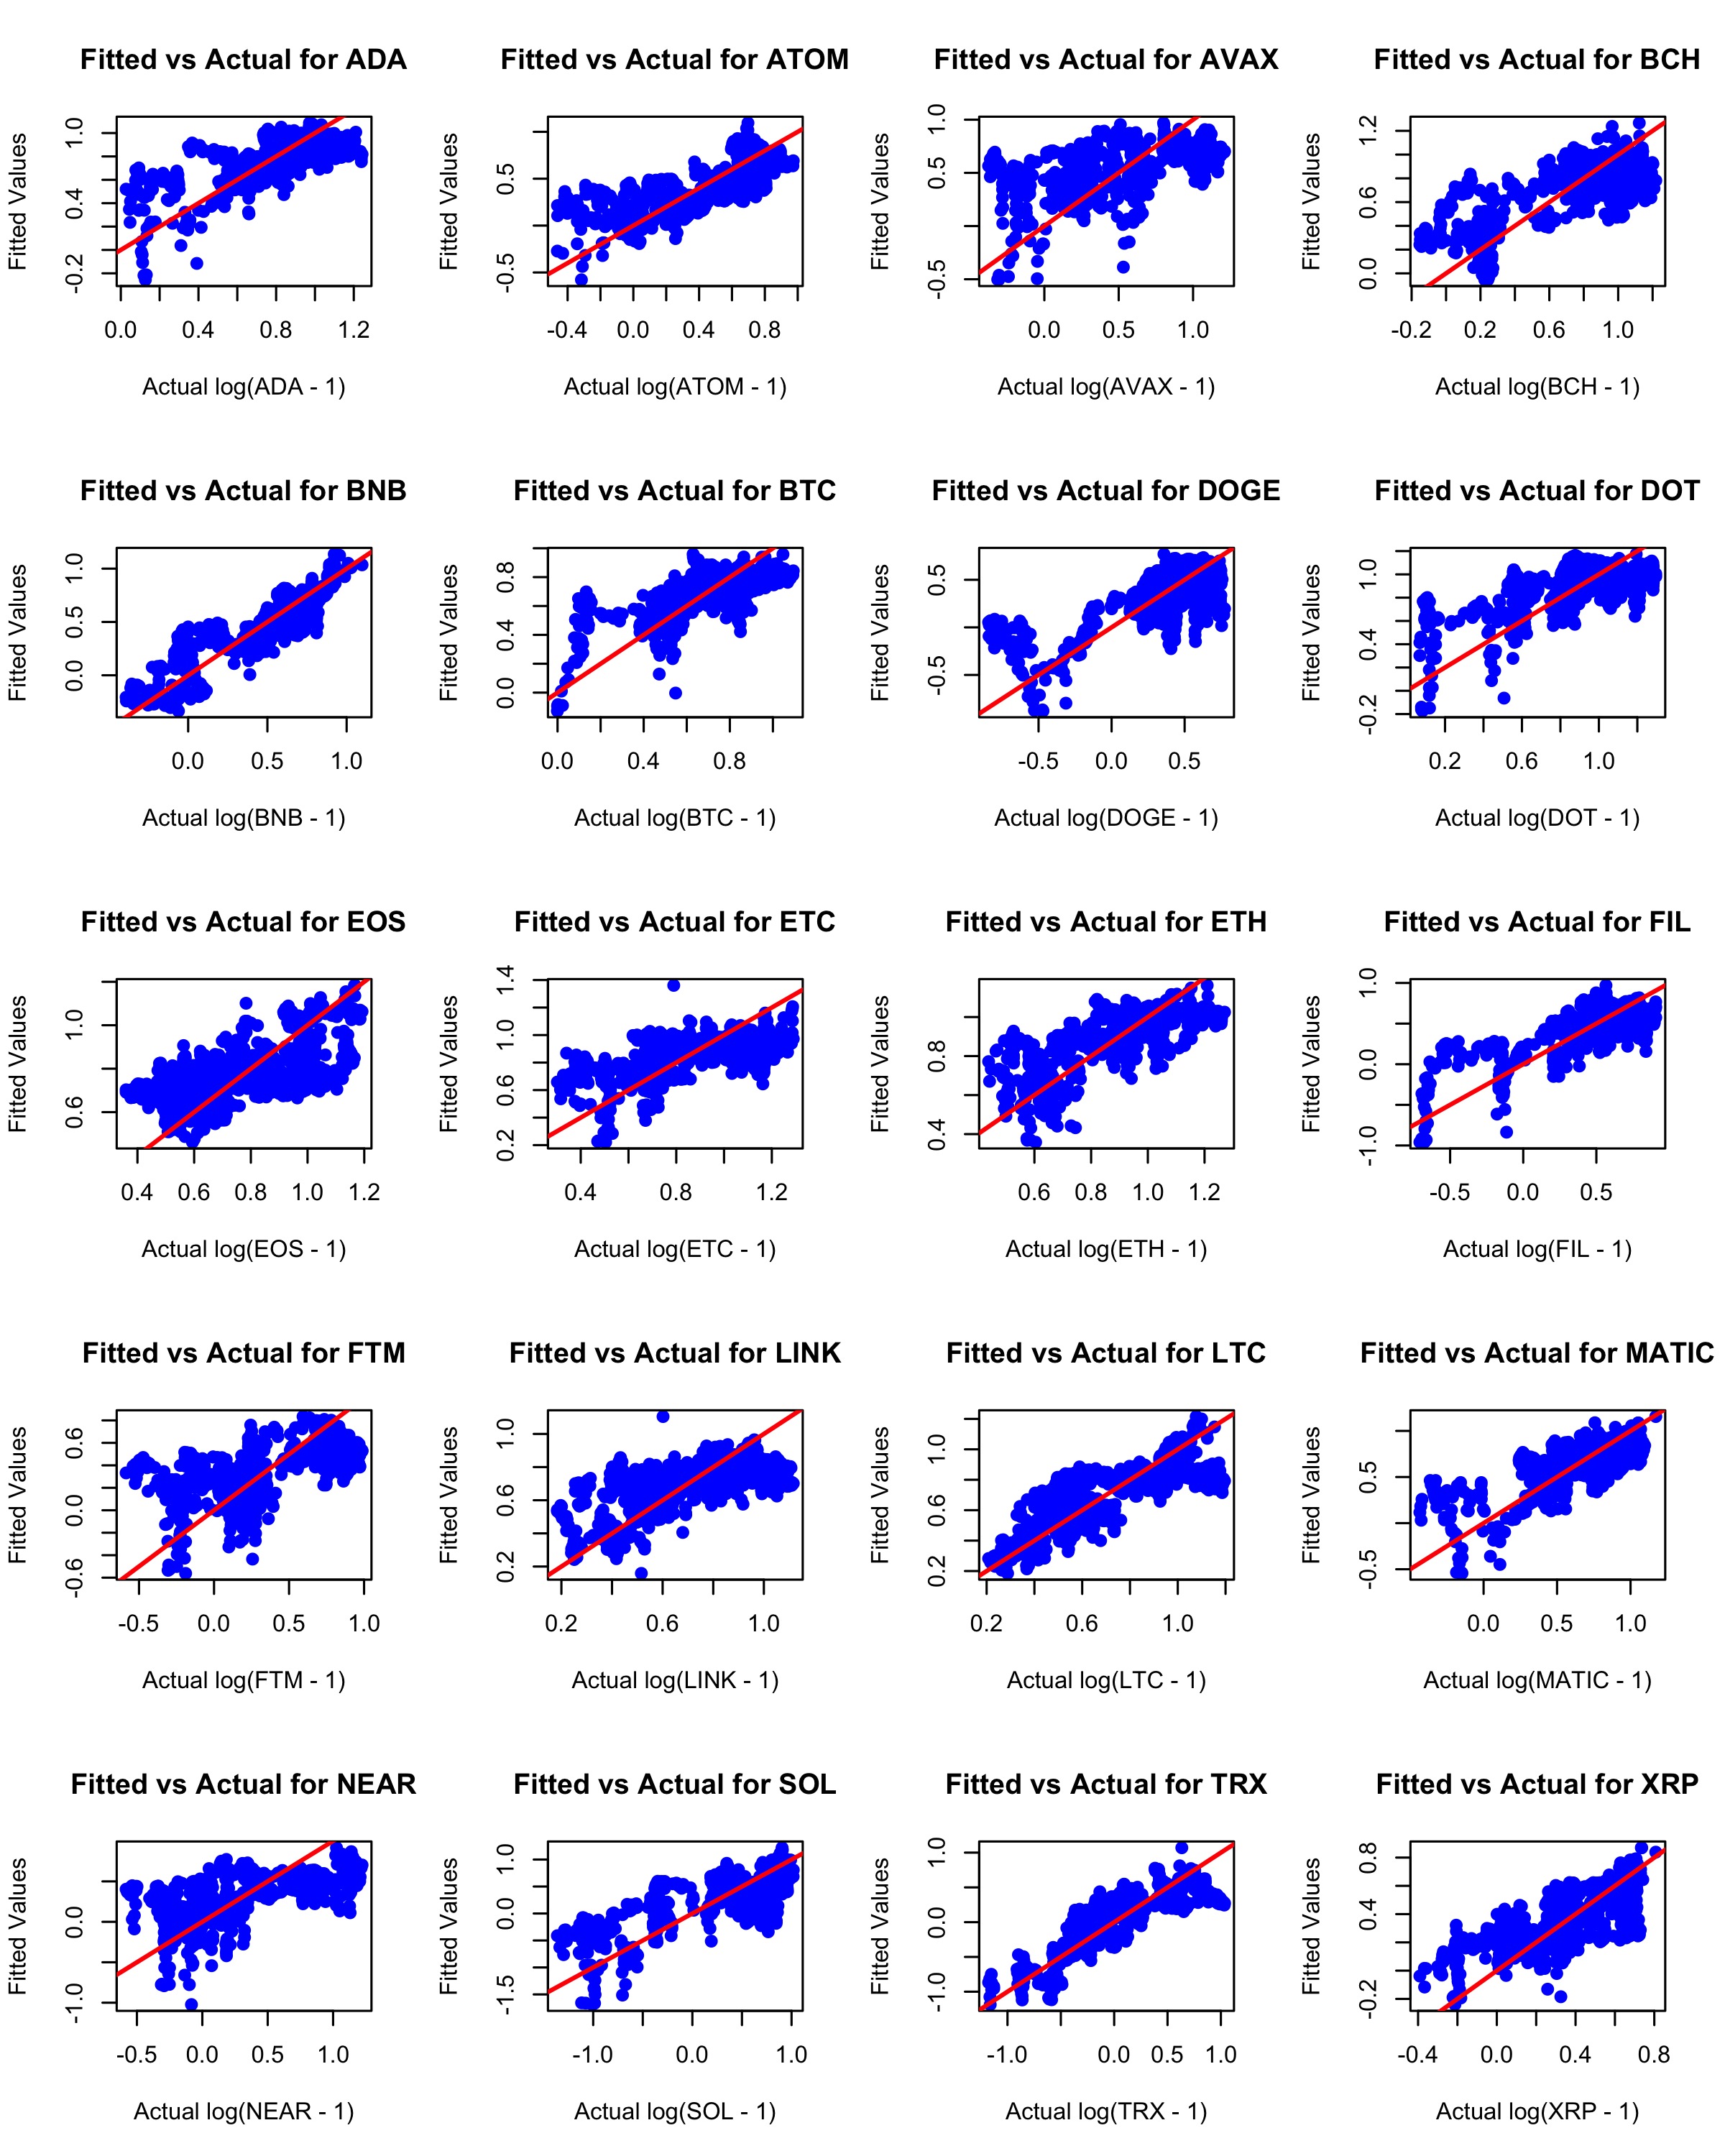 Fitted vs Actual for ADA
Fitted Values
-0.2 0.4 1.0
0.0 0.4 0.8 1.2
Actual log(ADA - 1)
Fitted vs Actual for ATOM
Fitted Values
-0.5 0.5
-0.4 0.0 0.4 0.8
Actual log(ATOM - 1)
Fitted vs Actual for AVAX
Fitted Values
-0.5 0.5 1.0
0.0 0.5 1.0
Actual log(AVAX - 1)
Fitted vs Actual for BCH
Fitted Values
0.0 0.6 1.2
-0.2 0.2 0.6 1.0
Actual log(BCH - 1)
Fitted vs Actual for BNB
Fitted Values
0.0 0.5 1.0
0.0 0.5 1.0
Actual log(BNB - 1)
Fitted vs Actual for BTC
Fitted Values
0.0 0.4 0.8
0.0 0.4 0.8
Actual log(BTC - 1)
Fitted vs Actual for DOGE
Fitted Values
-0.5 0.5
-0.5 0.0 0.5
Actual log(DOGE - 1)
Fitted vs Actual for DOT
Fitted Values
-0.2 0.4 1.0
0.2 0.6 1.0
Actual log(DOT - 1)
Fitted vs Actual for EOS
Fitted Values
0.6 1.0
0.4 0.6 0.8 1.0 1.2
Actual log(EOS - 1)
Fitted vs Actual for ETC
Fitted Values
0.2 0.6 1.0 1.4
0.4 0.8 1.2
Actual log(ETC - 1)
Fitted vs Actual for ETH
Fitted Values
0.4 0.8
0.6 0.8 1.0 1.2
Actual log(ETH - 1)
Fitted vs Actual for FIL
Fitted Values
-1.0 0.0 1.0
-0.5 0.0 0.5
Actual log(FIL - 1)
Fitted vs Actual for FTM
Fitted Values
-0.6 0.0 0.6
-0.5 0.0 0.5 1.0
Actual log(FTM - 1)
Fitted vs Actual for LINK
Fitted Values
0.2 0.6 1.0
0.2 0.6 1.0
Actual log(LINK - 1)
Fitted vs Actual for LTC
Fitted Values
0.2 0.6 1.0
0.2 0.6 1.0
Actual log(LTC - 1)
Fitted vs Actual for MATIC
Fitted Values
-0.5 0.5
0.0 0.5 1.0
Actual log(MATIC - 1)
Fitted vs Actual for NEAR
Fitted Values
-1.0 0.0
-0.5 0.0 0.5 1.0
Actual log(NEAR - 1)
Fitted vs Actual for SOL
Fitted Values
-1.5 0.0 1.0
-1.0 0.0 1.0
Actual log(SOL - 1)
Fitted vs Actual for TRX
Fitted Values
-1.0 0.0 1.0
-1.0 0.0 0.5 1.0
Actual log(TRX - 1)
Fitted vs Actual for XRP
Fitted Values
-0.2 0.4 0.8
-0.4 0.0 0.4 0.8
Actual log(XRP - 1)